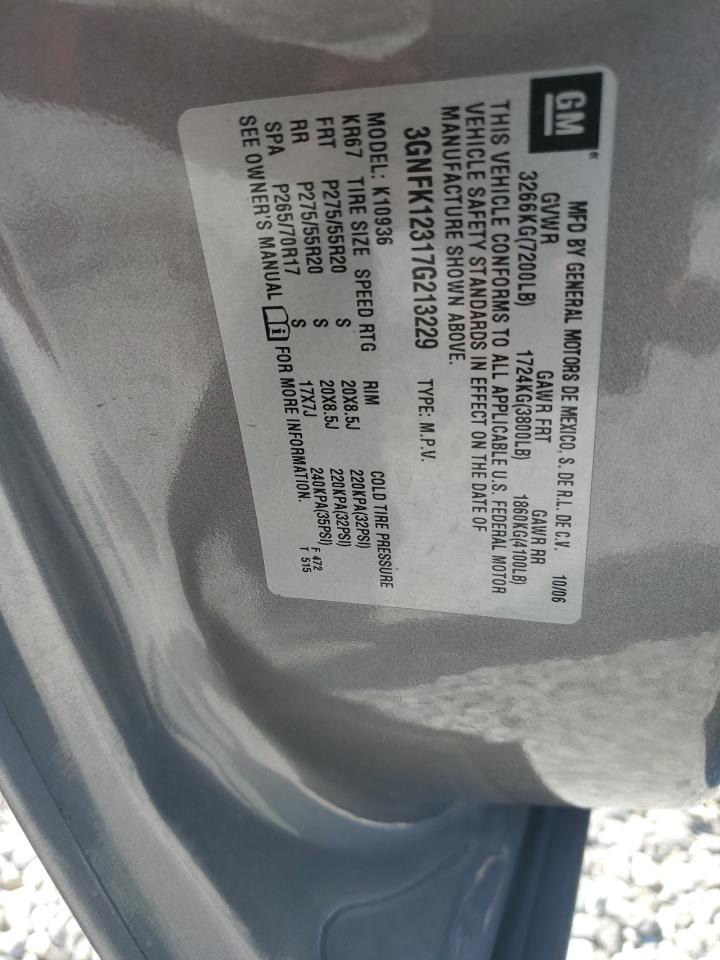 GM®
MFD BY GENERAL MOTORS DE MEXICO, S. DE R.L. DE C.V. 10/06
GVWR GAWR FRT GAWR RR
3266KG(7200LB) 1724KG(3800LB) 1860KG(4100LB)
THIS VEHICLE CONFORMS TO ALL APPLICABLE U.S. FEDERAL MOTOR
VEHICLE SAFETY STANDARDS IN EFFECT ON THE DATE OF
MANUFACTURE SHOWN ABOVE.
3GNFK12317G213229 TYPE: M.P.V.
MODEL: K10936
KR67 TIRE SIZE SPEED RTG RIM COLD TIRE PRESSURE
FRT P275/55R20 S 20X8.5J 220KPA(32PSI)
RR P275/55R20 S 20X8.5J 220KPA(32PSI)
SPA P265/70R17 S 17X7J 240KPA(35PSI) F 472
SEE OWNER'S MANUAL i FOR MORE INFORMATION. T 515